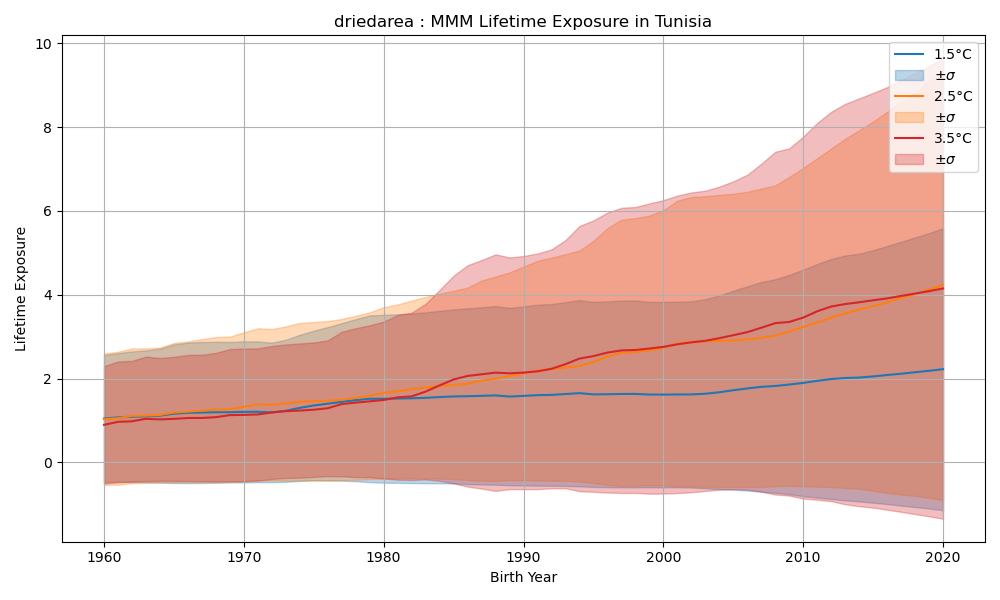 driedarea : MMM Lifetime Exposure in Tunisia
10
8
6
4
2
0
Lifetime Exposure
1960
1970
1980
1990
2000
2010
2020
Birth Year
1.5°C
±σ
2.5°C
±σ
3.5°C
±σ